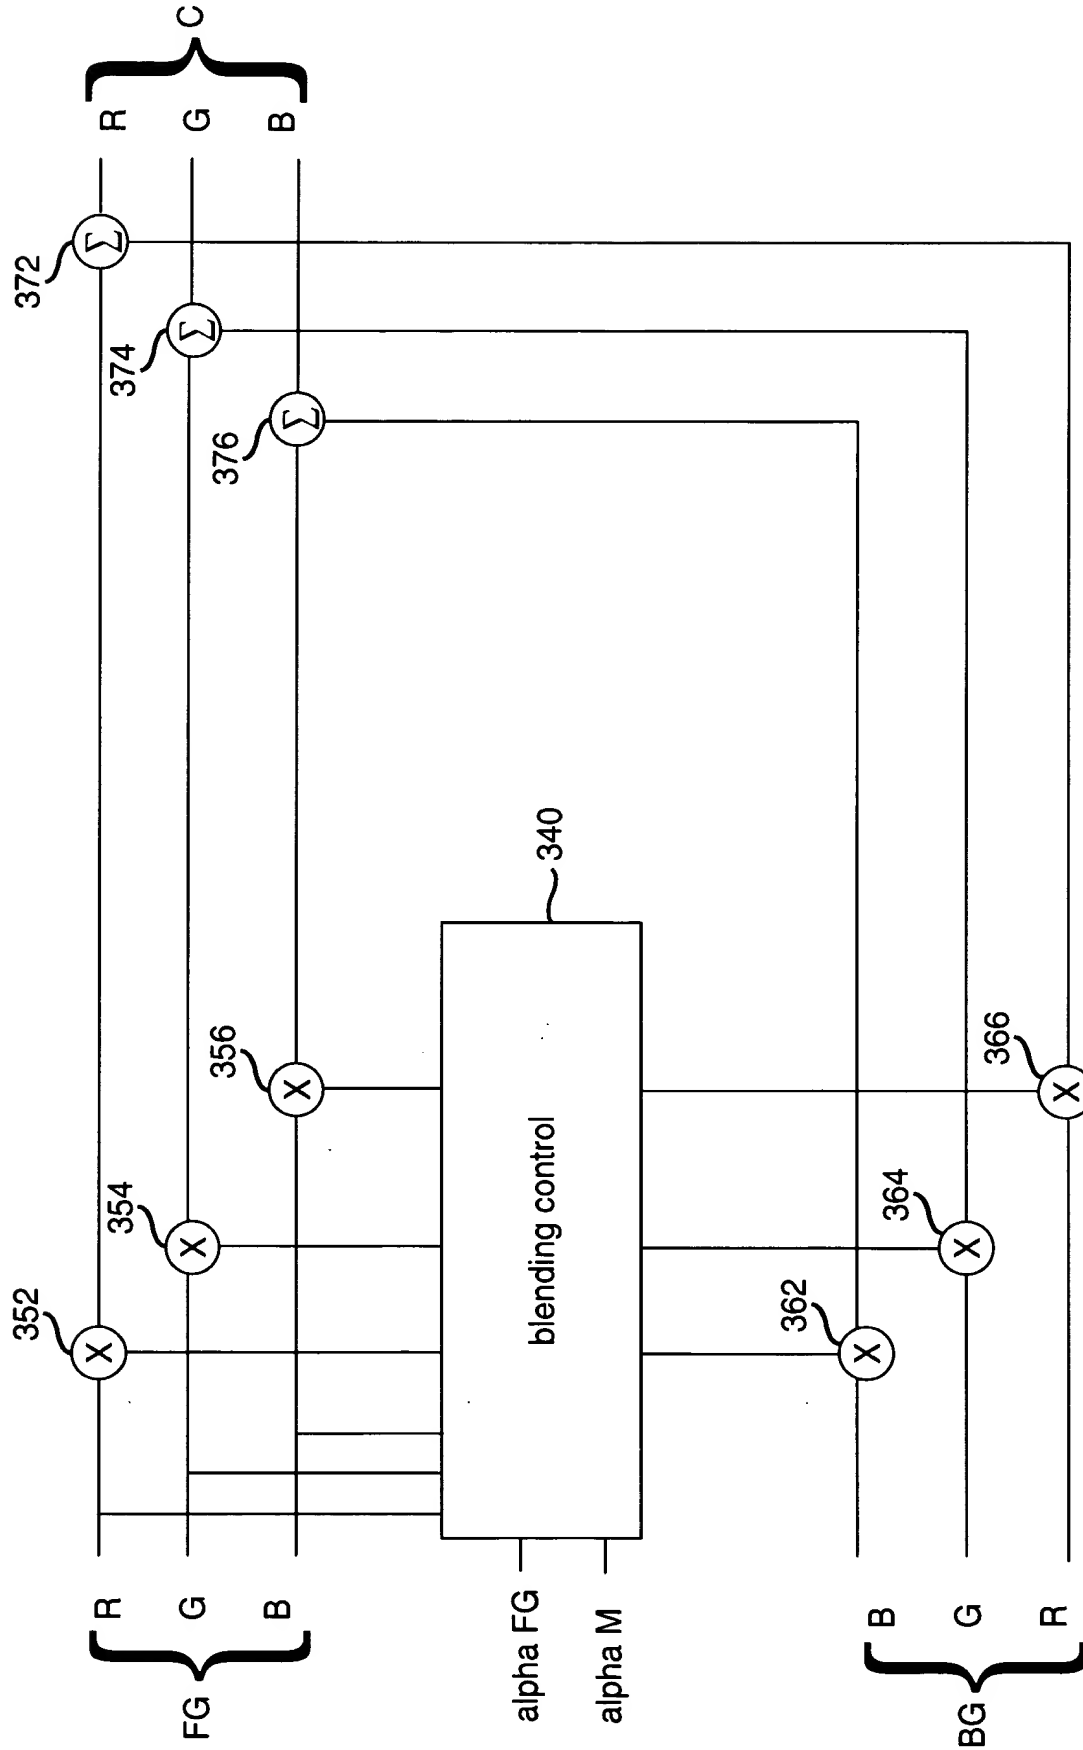 FG
R
G
B
352
354
356
372
374
376
X
X
X
Σ
Σ
Σ
R
G
B
C
alpha FG
alpha M
blending control
340
BG
B
G
R
362
364
366
X
X
X